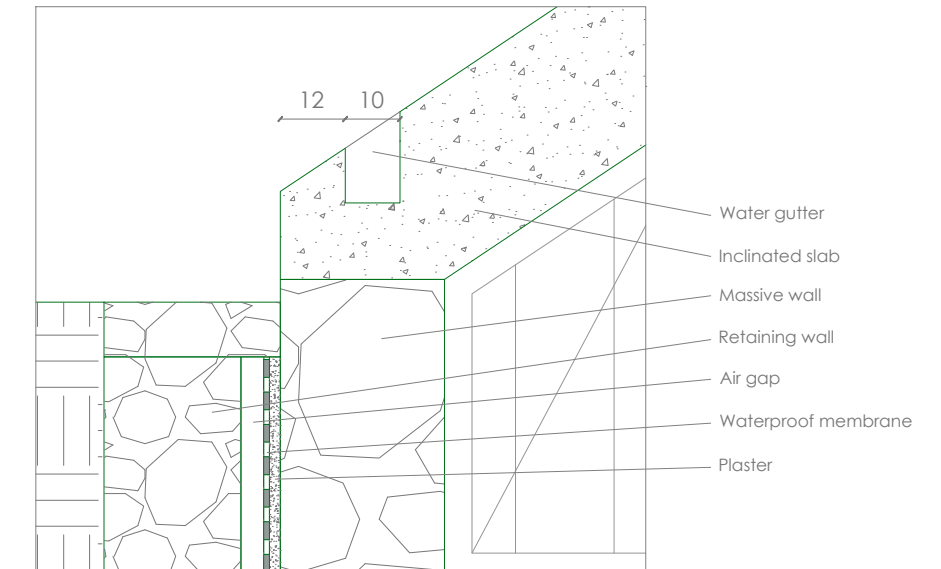 12 10
Water gutter
Inclinated slab
Massive wall
Retaining wall
Air gap
Waterproof membrane
Plaster